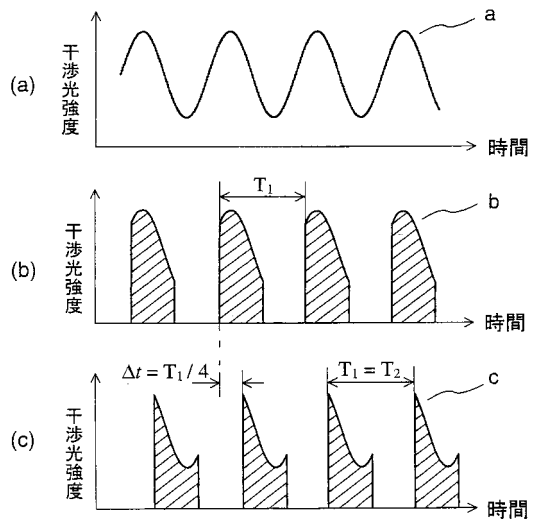 (a)
干渉光強度
a
時間
(b)
干渉光強度
T1
b
時間
(c)
干渉光強度
Δt = T1 / 4
T1 = T2
c
時間